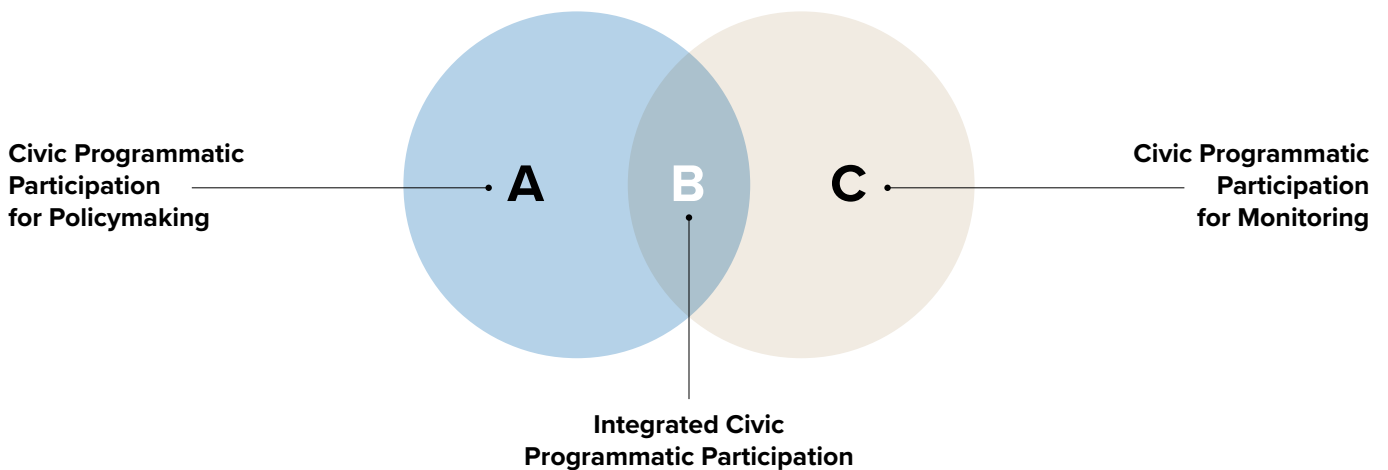 Civic Programmatic
Participation
for Policymaking
A
B
C
Civic Programmatic
Participation
for Monitoring
Integrated Civic
Programmatic Participation